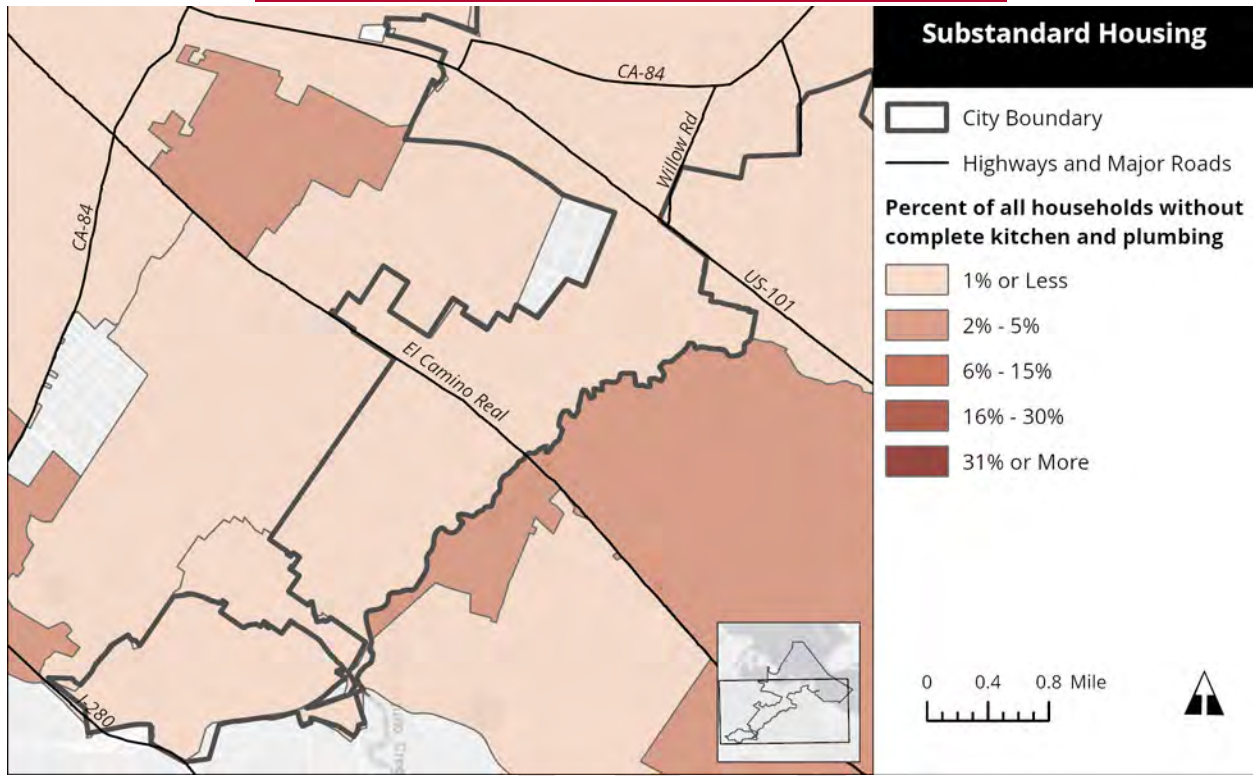 Substandard Housing
City Boundary
Highways and Major Roads
Percent of all households without
complete kitchen and plumbing
1% or Less
2% - 5%
6% - 15%
16% - 30%
31% or More
0 0.4 0.8 Mile
CA-84
CA-84
Willow Rd
US-101
El Camino Real
I-280